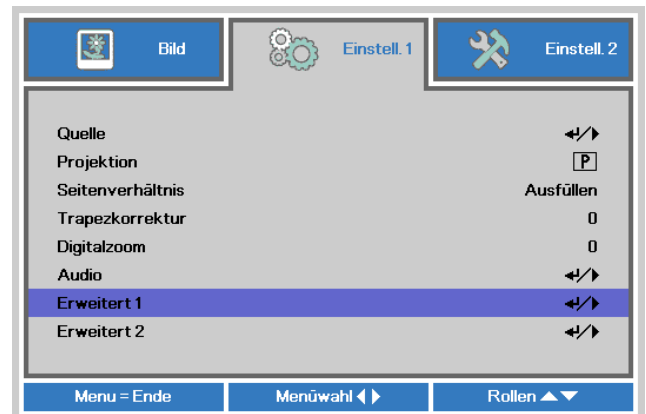 Bild Einstell. 1 Einstell. 2
Quelle ↵/▶
Projektion P
Seitenverhältnis Ausfüllen
Trapezkorrektur 0
Digitalzoom 0
Audio ↵/▶
Erweitert 1 ↵/▶
Erweitert 2 ↵/▶
Menu = Ende Menüwahl ◀ ▶ Rollen ▲▼